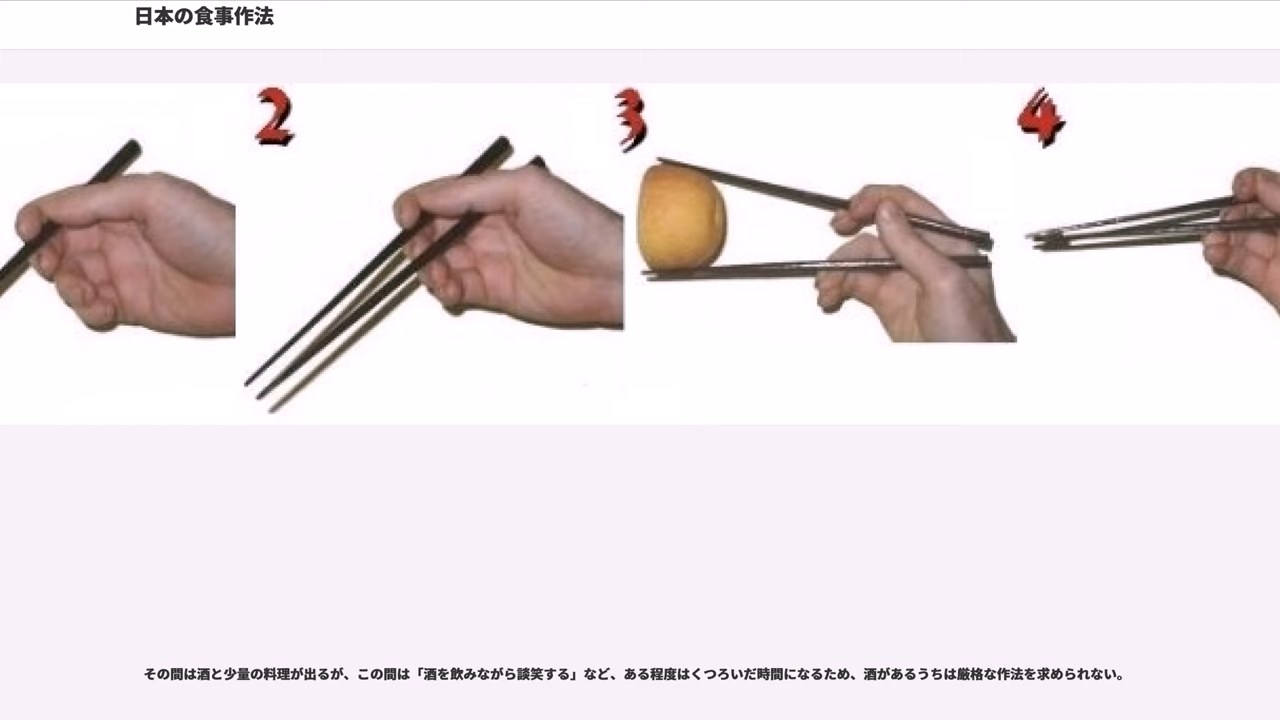 日本の食事作法
2
3
4
その間は酒と少量の料理が出るが、この間は「酒を飲みながら談笑する」など、ある程度はくつろいだ時間になるため、酒があるうちは厳格な作法を求められない。